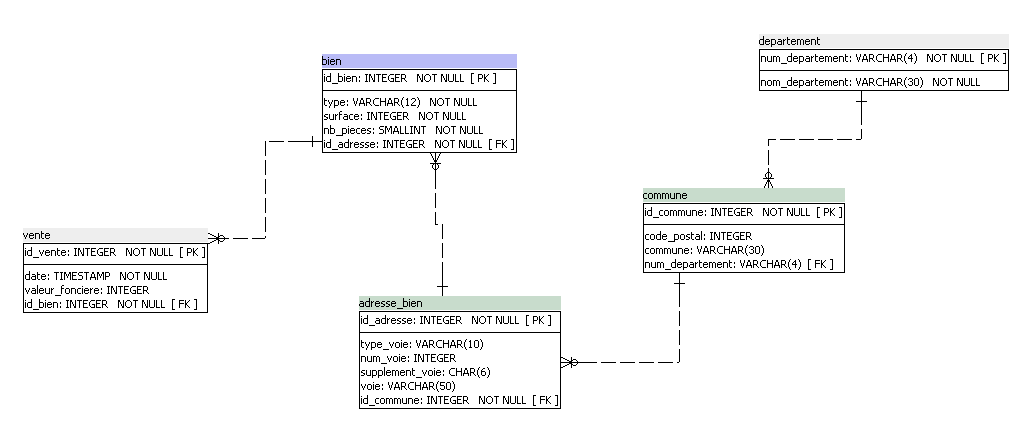 departement
num_departement: VARCHAR(4) NOT NULL [ PK ]
nom_departement: VARCHAR(30) NOT NULL
bien
id_bien: INTEGER NOT NULL [ PK ]
type: VARCHAR(12) NOT NULL
surface: INTEGER NOT NULL
nb_pieces: SMALLINT NOT NULL
id_adresse: INTEGER NOT NULL [ FK ]
commune
id_commune: INTEGER NOT NULL [ PK ]
code_postal: INTEGER
commune: VARCHAR(30)
num_departement: VARCHAR(4) [ FK ]
vente
id_vente: INTEGER NOT NULL [ PK ]
date: TIMESTAMP NOT NULL
valeur_fonciere: INTEGER
id_bien: INTEGER NOT NULL [ FK ]
adresse_bien
id_adresse: INTEGER NOT NULL [ PK ]
type_voie: VARCHAR(10)
num_voie: INTEGER
supplement_voie: CHAR(6)
voie: VARCHAR(50)
id_commune: INTEGER NOT NULL [ FK ]